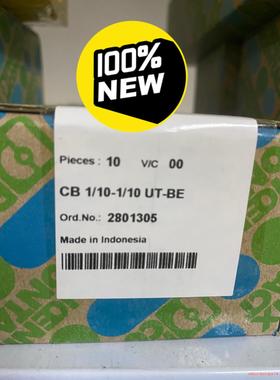 100%
NEW
Pieces : 10 V/C 00
CB 1/10-1/10 UT-BE
Ord.No.: 2801305
Made in Indonesia